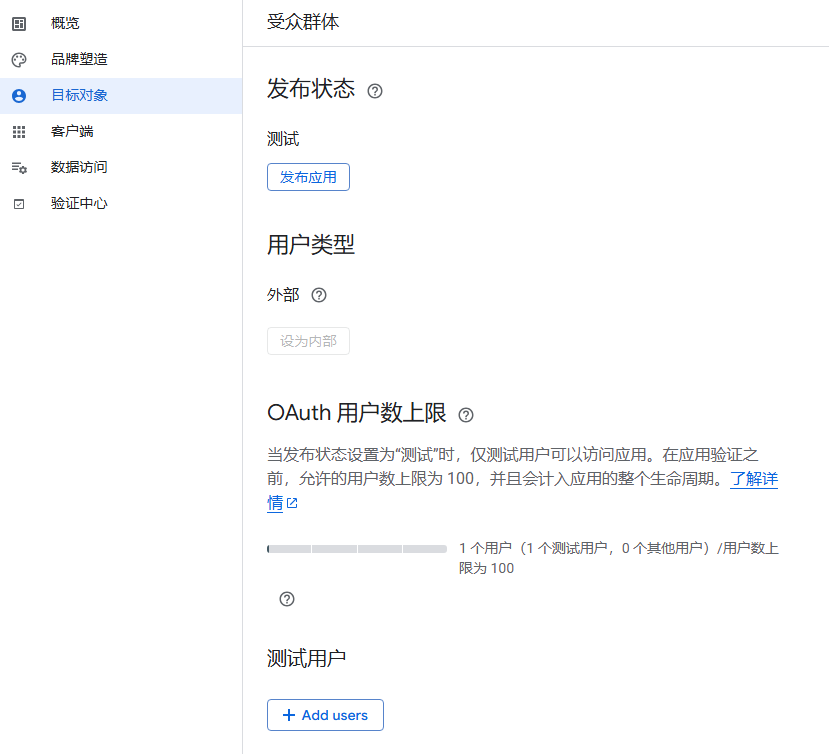 概览
品牌塑造
目标对象
客户端
数据访问
验证中心
受众群体
发布状态
测试
发布应用
用户类型
外部
设为内部
OAuth 用户数上限
当发布状态设置为“测试”时，仅测试用户可以访问应用。在应用验证之
前，允许的用户数上限为 100，并且会计入应用的整个生命周期。了解详
情
1 个用户（1 个测试用户，0 个其他用户）/用户数上
限为 100
测试用户
+ Add users